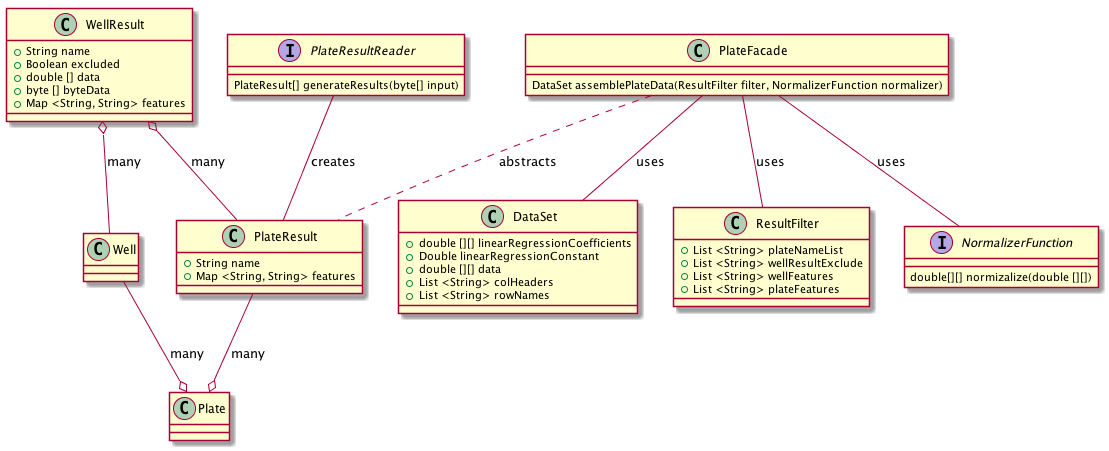 C WellResult
String name
Boolean excluded
double [] data
byte [] byteData
Map <String, String> features
I PlateResultReader
PlateResult[] generateResults(byte[] input)
C PlateFacade
DataSet assemblePlateData(ResultFilter filter, NormalizerFunction normalizer)
many
many
creates
abstracts
uses
uses
uses
C Well
C PlateResult
String name
Map <String, String> features
C DataSet
double [][] linearRegressionCoefficients
Double linearRegressionConstant
double [][] data
List <String> colHeaders
List <String> rowNames
C ResultFilter
List <String> plateNameList
List <String> wellResultExclude
List <String> wellFeatures
List <String> plateFeatures
I NormalizerFunction
double[][] normizalize(double [][])
many
many
C Plate